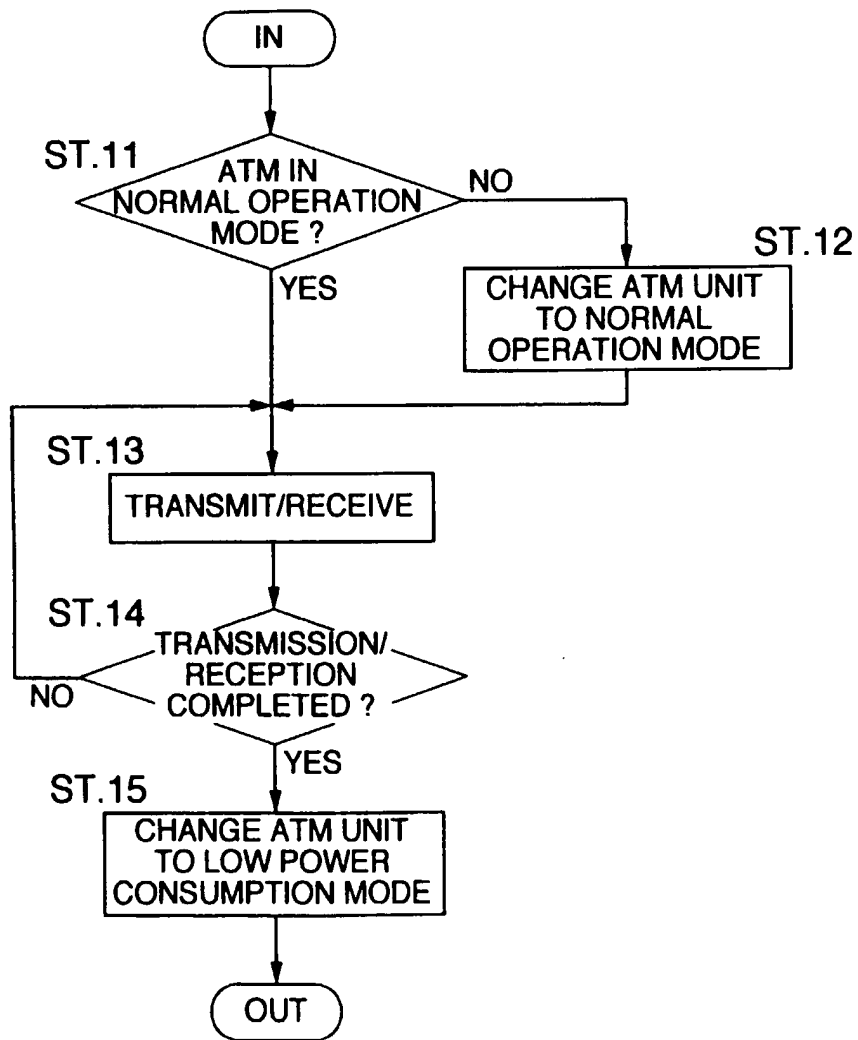 IN
ST.11
ATM IN
NORMAL OPERATION
MODE ?
NO
YES
ST.12
CHANGE ATM UNIT
TO NORMAL
OPERATION MODE
ST.13
TRANSMIT/RECEIVE
ST.14
TRANSMISSION/
RECEPTION
COMPLETED ?
NO
YES
ST.15
CHANGE ATM UNIT
TO LOW POWER
CONSUMPTION MODE
OUT